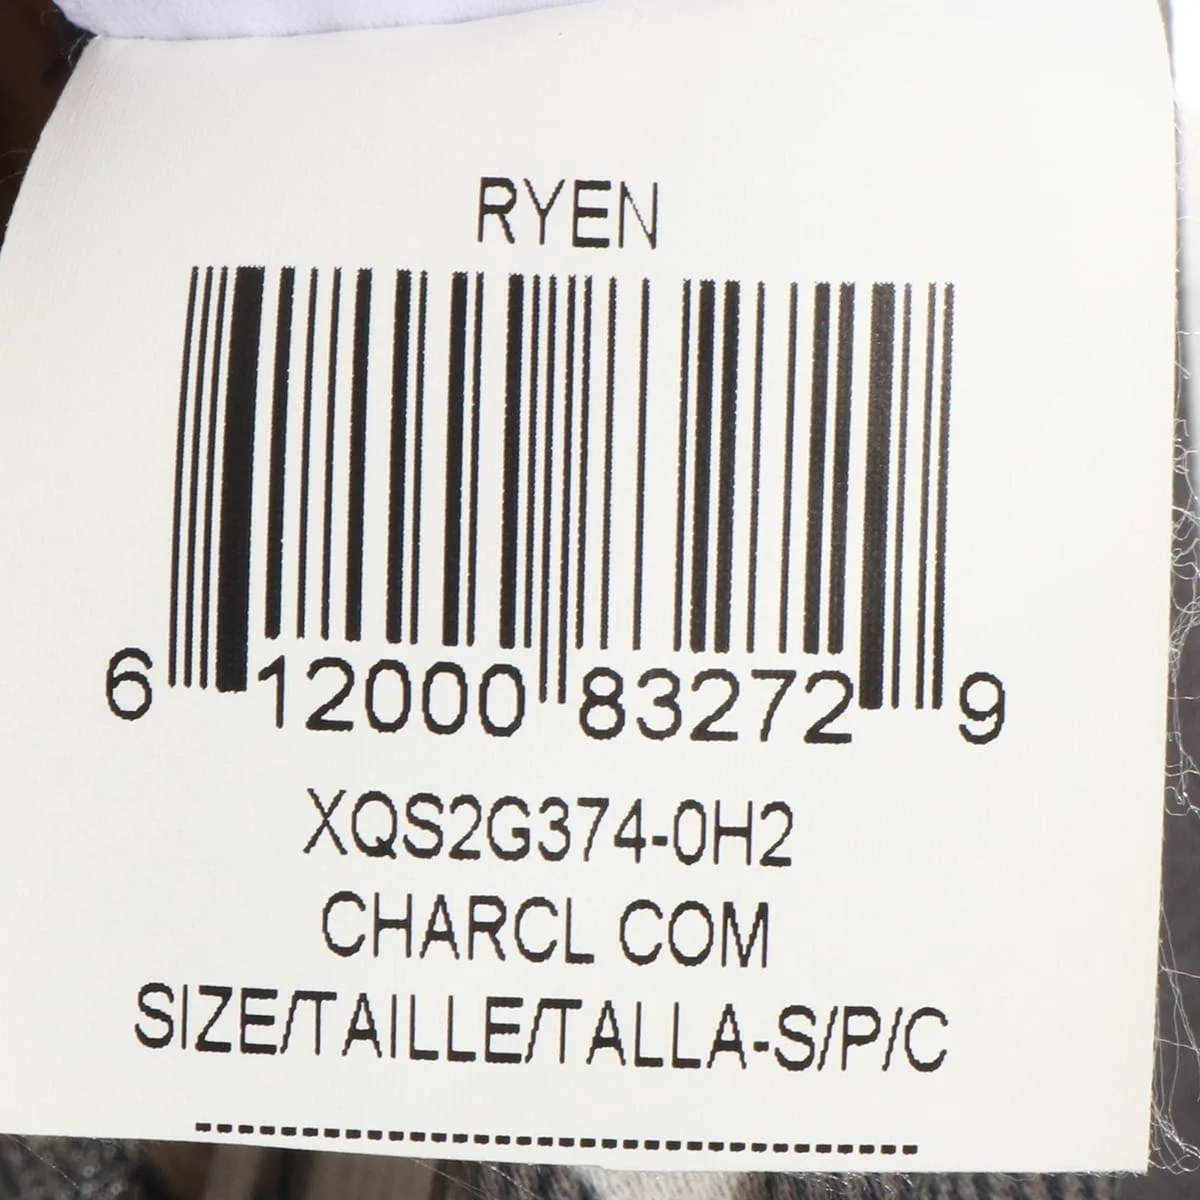 RYEN
6 12000 83272 9
XQS2G374-0H2
CHARCL COM
SIZE/TAILLE/TALLA-S/P/C